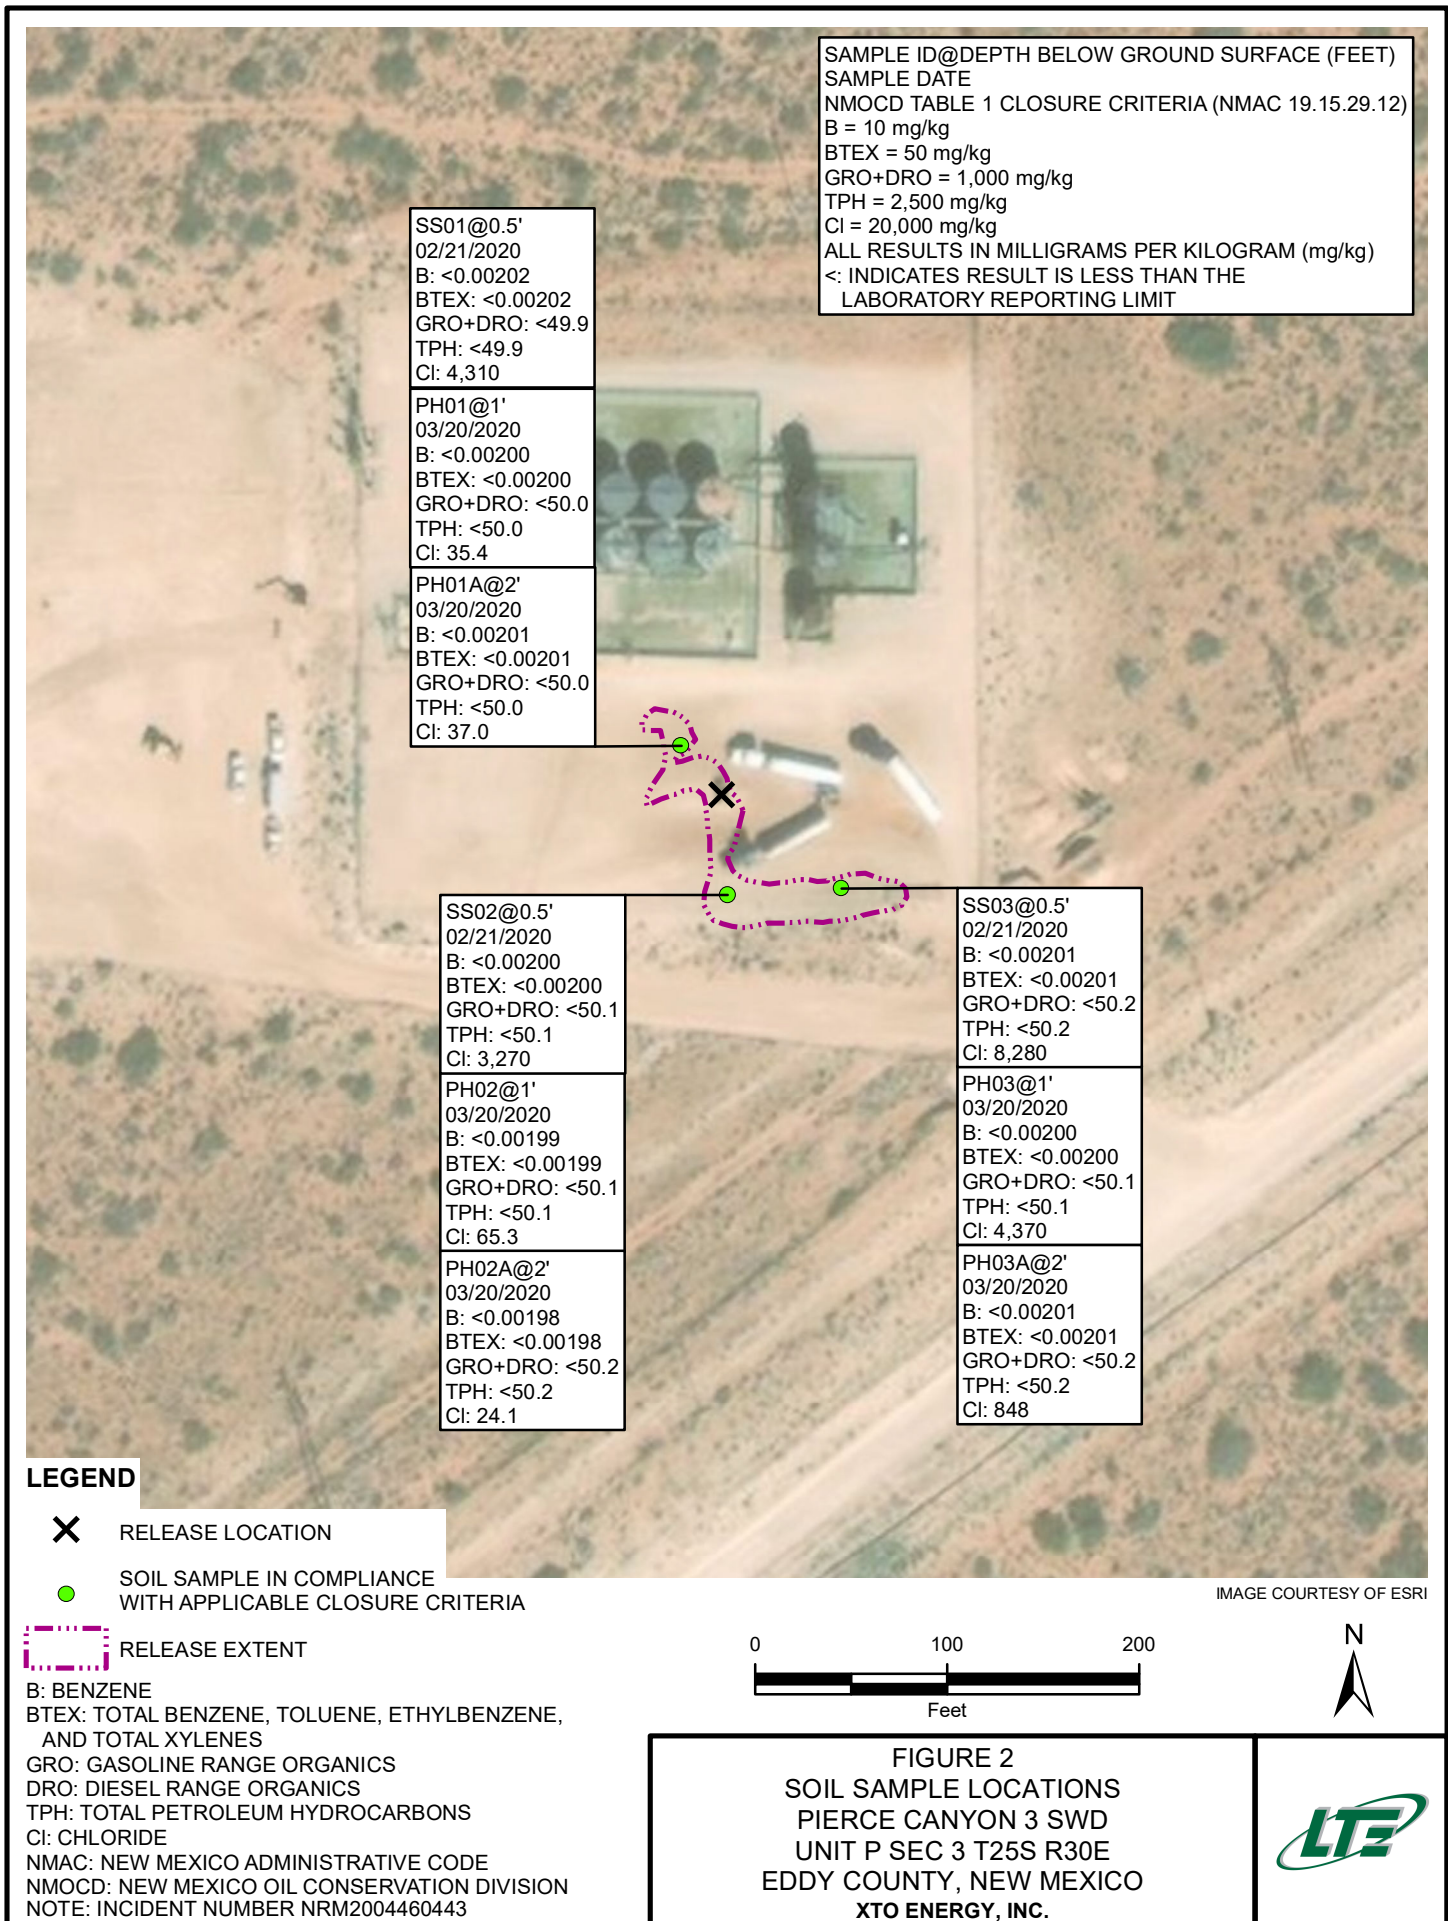 SAMPLE ID@DEPTH BELOW GROUND SURFACE (FEET)
SAMPLE DATE
NMOCD TABLE 1 CLOSURE CRITERIA (NMAC 19.15.29.12)
B = 10 mg/kg
BTEX = 50 mg/kg
GRO+DRO = 1,000 mg/kg
TPH = 2,500 mg/kg
Cl = 20,000 mg/kg
ALL RESULTS IN MILLIGRAMS PER KILOGRAM (mg/kg)
<: INDICATES RESULT IS LESS THAN THE
LABORATORY REPORTING LIMIT
SS01@0.5'
02/21/2020
B: <0.00202
BTEX: <0.00202
GRO+DRO: <49.9
TPH: <49.9
Cl: 4,310
PH01@1'
03/20/2020
B: <0.00200
BTEX: <0.00200
GRO+DRO: <50.0
TPH: <50.0
Cl: 35.4
PH01A@2'
03/20/2020
B: <0.00201
BTEX: <0.00201
GRO+DRO: <50.0
TPH: <50.0
Cl: 37.0
SS02@0.5'
02/21/2020
B: <0.00200
BTEX: <0.00200
GRO+DRO: <50.1
TPH: <50.1
Cl: 3,270
PH02@1'
03/20/2020
B: <0.00199
BTEX: <0.00199
GRO+DRO: <50.1
TPH: <50.1
Cl: 65.3
PH02A@2'
03/20/2020
B: <0.00198
BTEX: <0.00198
GRO+DRO: <50.2
TPH: <50.2
Cl: 24.1
SS03@0.5'
02/21/2020
B: <0.00201
BTEX: <0.00201
GRO+DRO: <50.2
TPH: <50.2
Cl: 8,280
PH03@1'
03/20/2020
B: <0.00200
BTEX: <0.00200
GRO+DRO: <50.1
TPH: <50.1
Cl: 4,370
PH03A@2'
03/20/2020
B: <0.00201
BTEX: <0.00201
GRO+DRO: <50.2
TPH: <50.2
Cl: 848
LEGEND
RELEASE LOCATION
SOIL SAMPLE IN COMPLIANCE
WITH APPLICABLE CLOSURE CRITERIA
RELEASE EXTENT
B: BENZENE
BTEX: TOTAL BENZENE, TOLUENE, ETHYLBENZENE,
AND TOTAL XYLENES
GRO: GASOLINE RANGE ORGANICS
DRO: DIESEL RANGE ORGANICS
TPH: TOTAL PETROLEUM HYDROCARBONS
Cl: CHLORIDE
NMAC: NEW MEXICO ADMINISTRATIVE CODE
NMOCD: NEW MEXICO OIL CONSERVATION DIVISION
NOTE: INCIDENT NUMBER NRM2004460443
IMAGE COURTESY OF ESRI
0 100 200
Feet
N
FIGURE 2
SOIL SAMPLE LOCATIONS
PIERCE CANYON 3 SWD
UNIT P SEC 3 T25S R30E
EDDY COUNTY, NEW MEXICO
XTO ENERGY, INC.
LTE